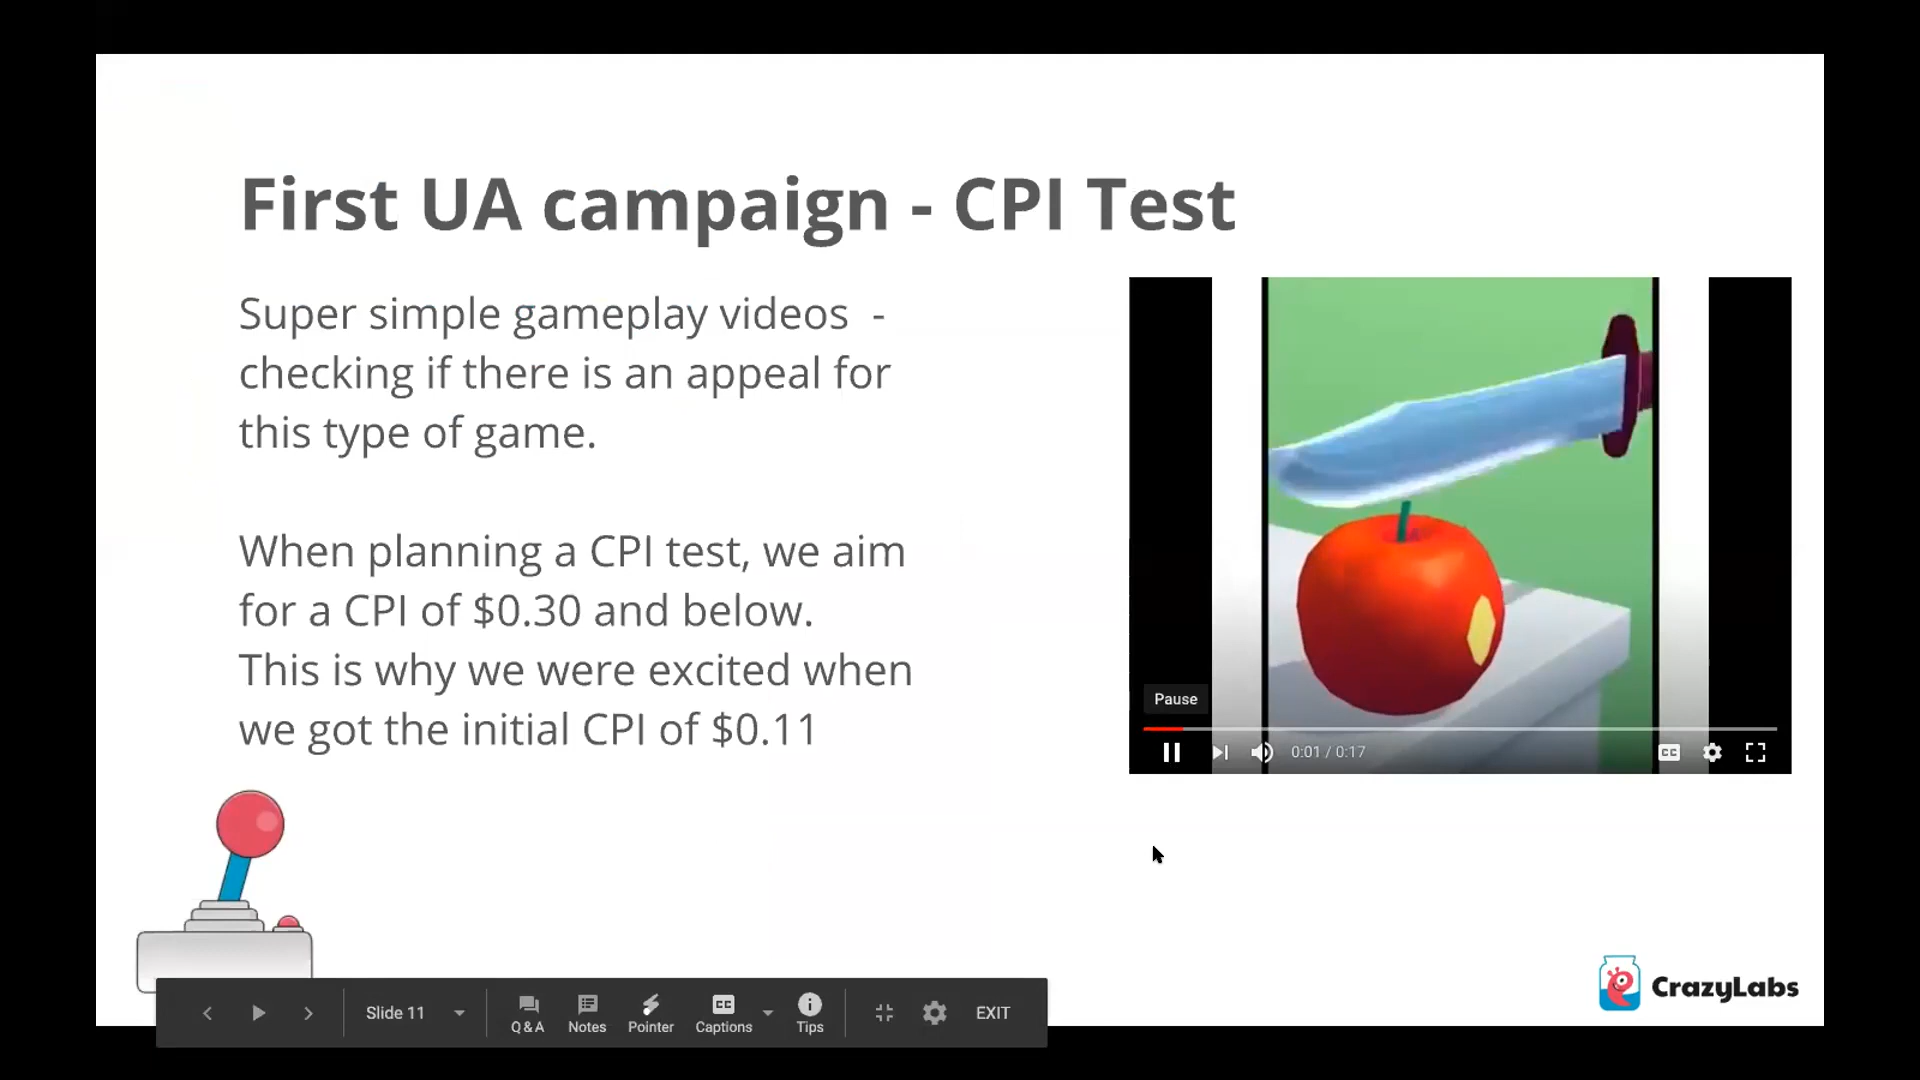 First UA campaign - CPI Test
Super simple gameplay videos -
checking if there is an appeal for
this type of game.
When planning a CPI test, we aim
for a CPI of $0.30 and below.
This is why we were excited when
we got the initial CPI of $0.11
Pause
0:01 / 0:17
CC
CrazyLabs
Slide 11
Q&A
Notes
Pointer
CC
Captions
Tips
EXIT